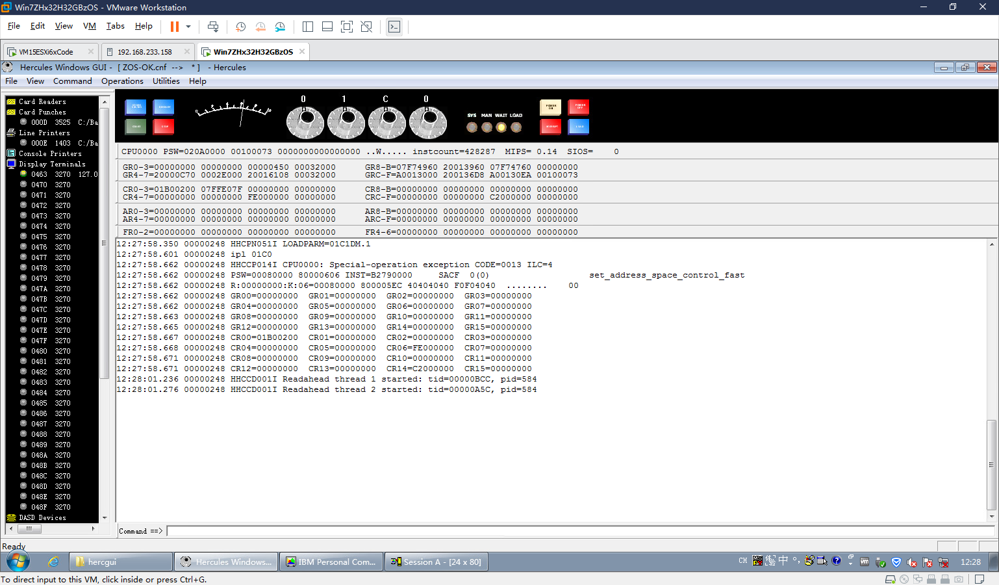 Win7ZHx32H32GBzOS - VMware Workstation
File Edit View VM Tabs Help
VM15ESXi6xCode
192.168.233.158
Win7ZHx32H32GBzOS
Hercules Windows GUI - [ ZOS-OK.cnf --> * ] - Hercules
File View Command Operations Utilities Help
Card Readers
Card Punches
000D 3525 C:/Ba
Line Printers
000E 1403 C:/Ba
Console Printers
Display Terminals
0463 3270 127.0
0470 3270
0471 3270
0472 3270
0473 3270
0474 3270
0475 3270
0476 3270
0477 3270
0478 3270
0479 3270
047A 3270
047B 3270
047C 3270
047D 3270
047E 3270
047F 3270
0480 3270
0481 3270
0482 3270
0483 3270
0484 3270
0485 3270
0486 3270
0487 3270
0488 3270
0489 3270
048A 3270
048B 3270
048C 3270
048D 3270
048E 3270
048F 3270
DASD Devices
0 1 C 0
SYS MAN WAIT LOAD
POWER ON
POWER OFF
CPU0000 PSW=020A0000 00100073 0000000000000000 ..W..... instcount=428287 MIPS= 0.14 SIOS= 0
GR0-3=00000000 00000000 00000450 00032000 GR8-B=07F74960 20013960 07F74760 00000000
GR4-7=20000C70 0002E000 20016108 00032000 GRC-F=A0013000 200136D8 A00130EA 00100073
CR0-3=01B00200 07FFE07F 00000000 00000000 CR8-B=00000000 00000000 00000000 00000000
CR4-7=00000000 00000000 FE000000 00000000 CRC-F=00000000 00000000 C2000000 00000000
AR0-3=00000000 00000000 00000000 00000000 AR8-B=00000000 00000000 00000000 00000000
AR4-7=00000000 00000000 00000000 00000000 ARC-F=00000000 00000000 00000000 00000000
FR0-2=00000000 00000000 00000000 00000000 FR4-6=00000000 00000000 00000000 00000000
12:27:58.350 00000248 HHCPN051I LOADPARM=01C1DM.1
12:27:58.601 00000248 ipl 01C0
12:27:58.662 00000248 HHCCP014I CPU0000: Special-operation exception CODE=0013 ILC=4
12:27:58.662 00000248 PSW=00080000 80000606 INST=B2790000 SACF 0(0) set_address_space_control_fast
12:27:58.662 00000248 R:00000000:K:06=00080000 800005EC 40404040 F0F04040 ........ 00
12:27:58.662 00000248 GR00=00000000 GR01=00000000 GR02=00000000 GR03=00000000
12:27:58.662 00000248 GR04=00000000 GR05=00000000 GR06=00000000 GR07=00000000
12:27:58.663 00000248 GR08=00000000 GR09=00000000 GR10=00000000 GR11=00000000
12:27:58.665 00000248 GR12=00000000 GR13=00000000 GR14=00000000 GR15=00000000
12:27:58.667 00000248 CR00=01B00200 CR01=00000000 CR02=00000000 CR03=00000000
12:27:58.668 00000248 CR04=00000000 CR05=00000000 CR06=FE000000 CR07=00000000
12:27:58.671 00000248 CR08=00000000 CR09=00000000 CR10=00000000 CR11=00000000
12:27:58.671 00000248 CR12=00000000 CR13=00000000 CR14=C2000000 CR15=00000000
12:28:01.236 00000248 HHCCD001I Readahead thread 1 started: tid=00000BCC, pid=584
12:28:01.276 00000248 HHCCD001I Readahead thread 2 started: tid=00000A5C, pid=584
Command ==>
Ready
hercgui
Hercules Windows...
IBM Personal Com...
Session A - [24 x 80]
CH
中
12:28
To direct input to this VM, click inside or press Ctrl+G.